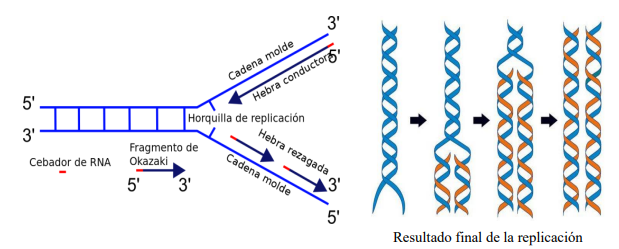 3'
Cadena molde
5'
Hebra conductora
5'
Horquilla de replicación
3'
Fragmento de
Okazaki
Hebra rezagada
Cebador de RNA
Cadena molde
5'
3'
3'
5'
Resultado final de la replicación